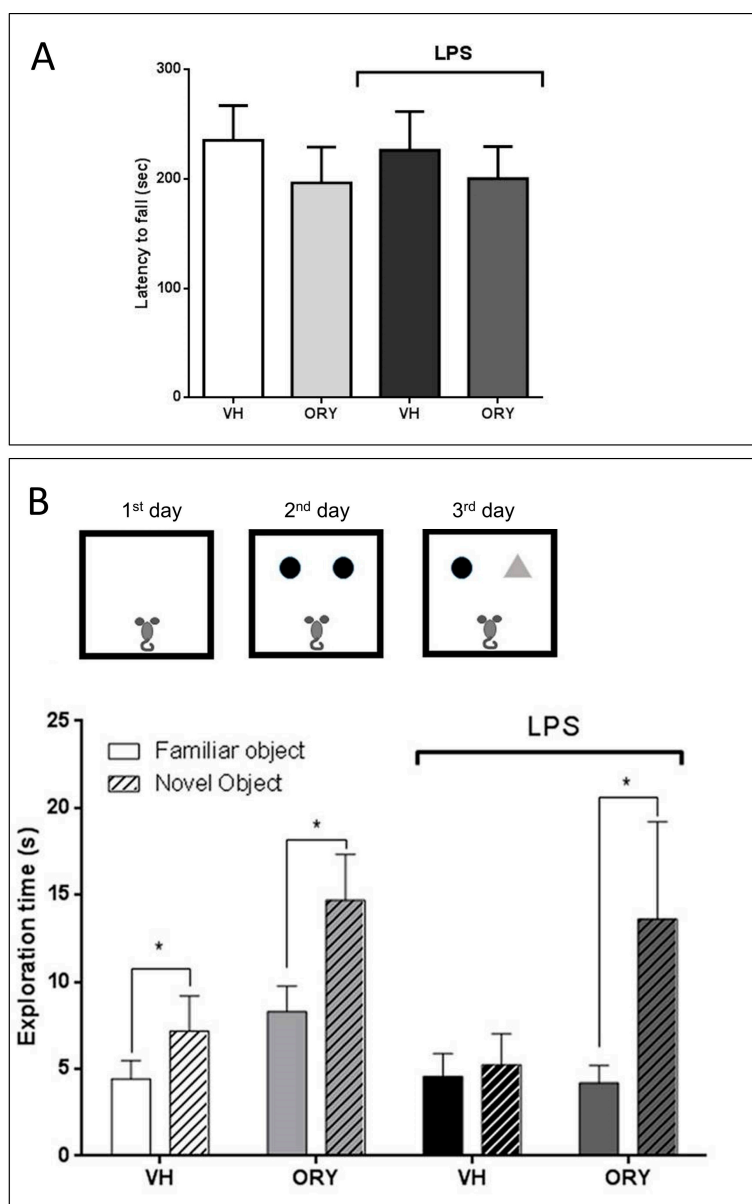 A
LPS
300
200
100
0
Latency to fall (sec)
VH ORY VH ORY
B
1st day 2nd day 3rd day
25
20
15
10
5
0
Exploration time (s)
Familiar object
Novel Object
LPS
*
*
*
VH ORY VH ORY